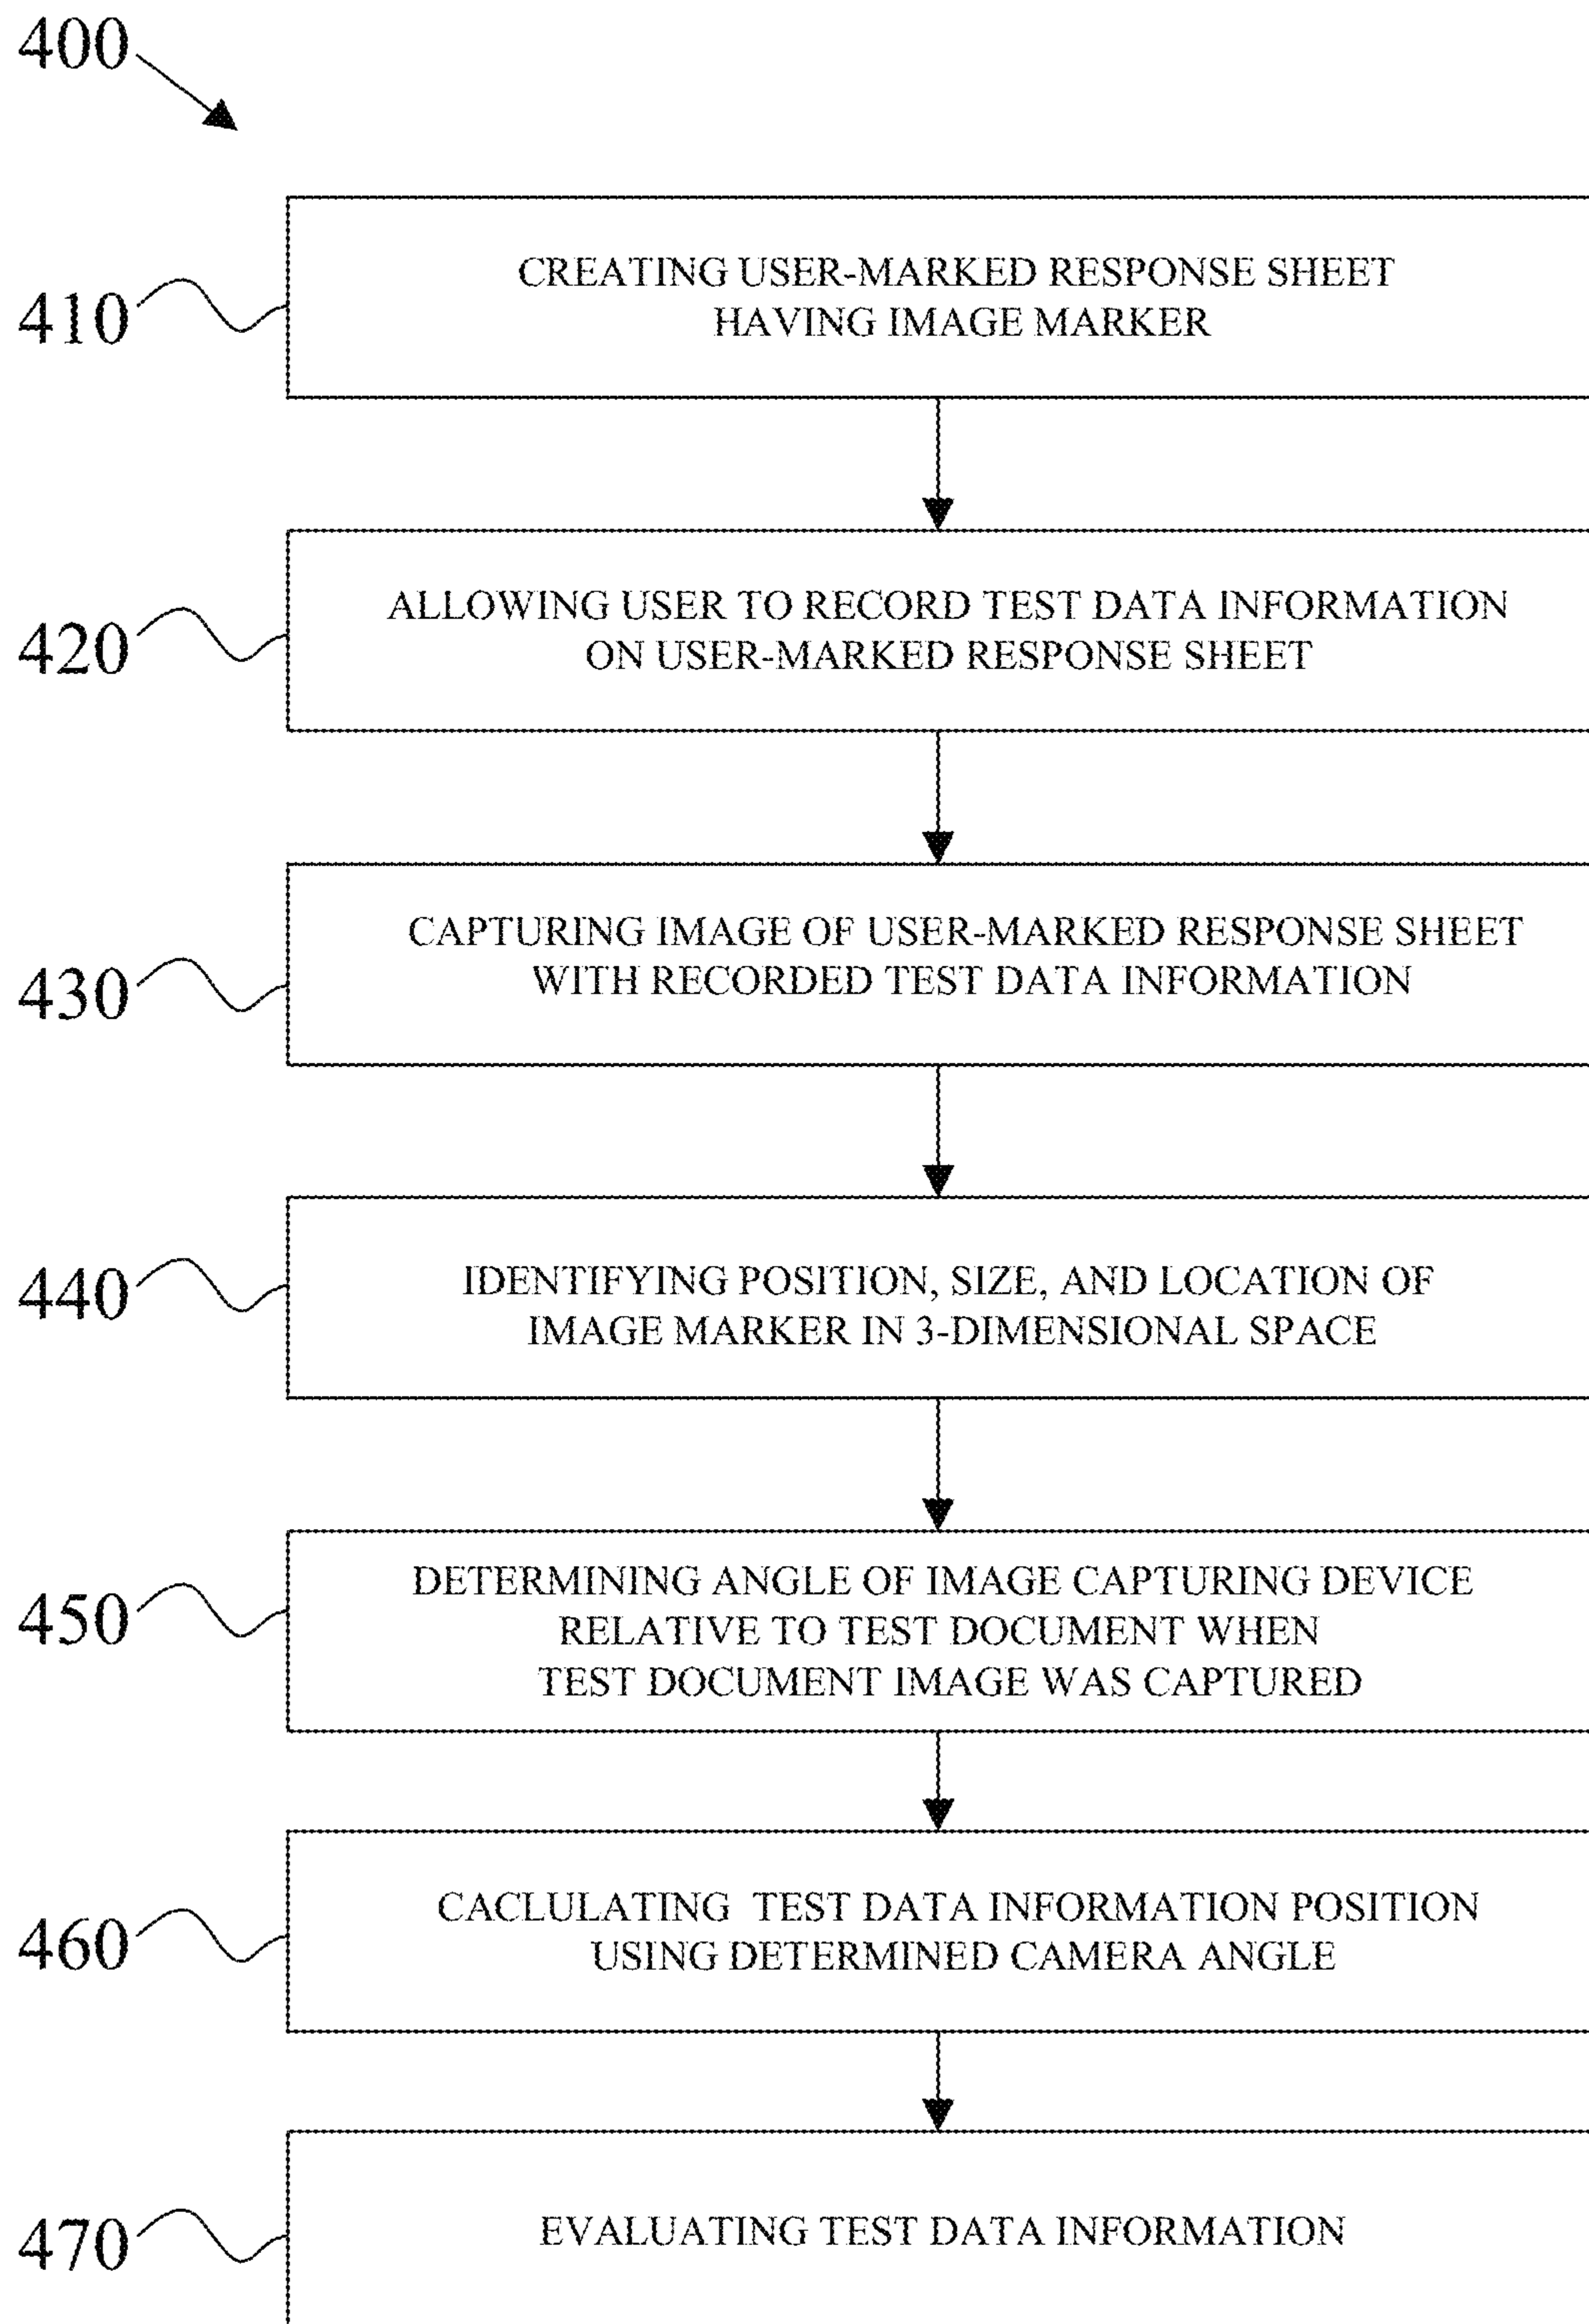 400
410
CREATING USER-MARKED RESPONSE SHEET
HAVING IMAGE MARKER
420
ALLOWING USER TO RECORD TEST DATA INFORMATION
ON USER-MARKED RESPONSE SHEET
430
CAPTURING IMAGE OF USER-MARKED RESPONSE SHEET
WITH RECORDED TEST DATA INFORMATION
440
IDENTIFYING POSITION, SIZE, AND LOCATION OF
IMAGE MARKER IN 3-DIMENSIONAL SPACE
450
DETERMINING ANGLE OF IMAGE CAPTURING DEVICE
RELATIVE TO TEST DOCUMENT WHEN
TEST DOCUMENT IMAGE WAS CAPTURED
460
CACLULATING TEST DATA INFORMATION POSITION
USING DETERMINED CAMERA ANGLE
470
EVALUATING TEST DATA INFORMATION